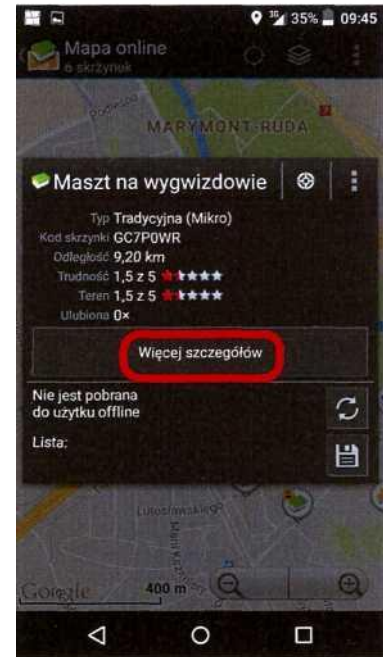 3G 35% 09:45
Mapa online
6 skrzynek
MARYMONT-RUDA
Maszt na wygwizdowie
Typ Tradycyjna (Mikro)
Kod skrzynki GC7P0WR
Odległość 9,20 km
Trudność 1,5 z 5
Teren 1,5 z 5
Ulubiona 0×
Więcej szczegółów
Nie jest pobrana
do użytku offline
Lista:
Lutosławskiego
Google 400 m